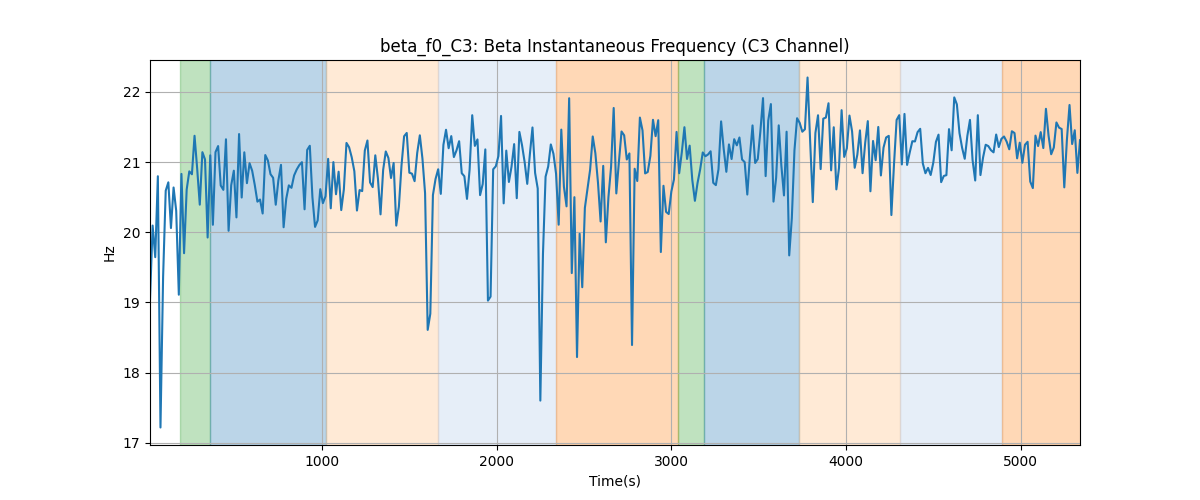 beta_f0_C3: Beta Instantaneous Frequency (C3 Channel)
22
21
20
19
18
17
Hz
1000 2000 3000 4000 5000
Time(s)